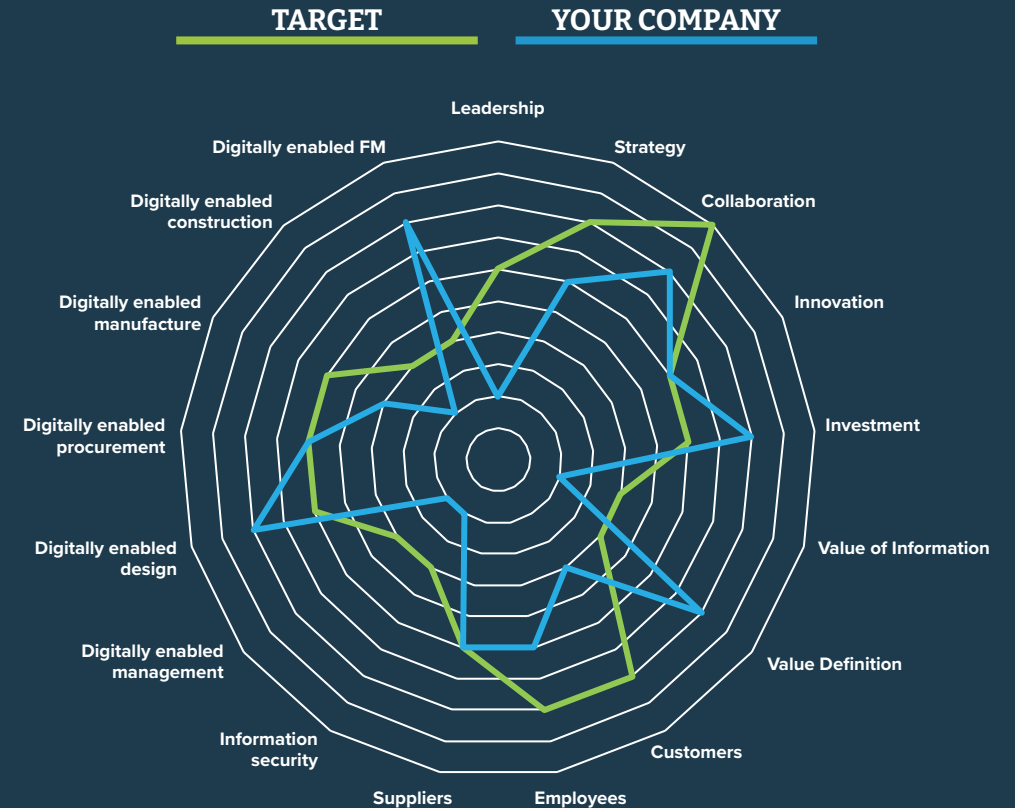 TARGET
YOUR COMPANY
Leadership
Strategy
Collaboration
Innovation
Investment
Value of Information
Value Definition
Customers
Employees
Suppliers
Information
security
Digitally enabled
management
Digitally enabled
design
Digitally enabled
procurement
Digitally enabled
manufacture
Digitally enabled
construction
Digitally enabled FM